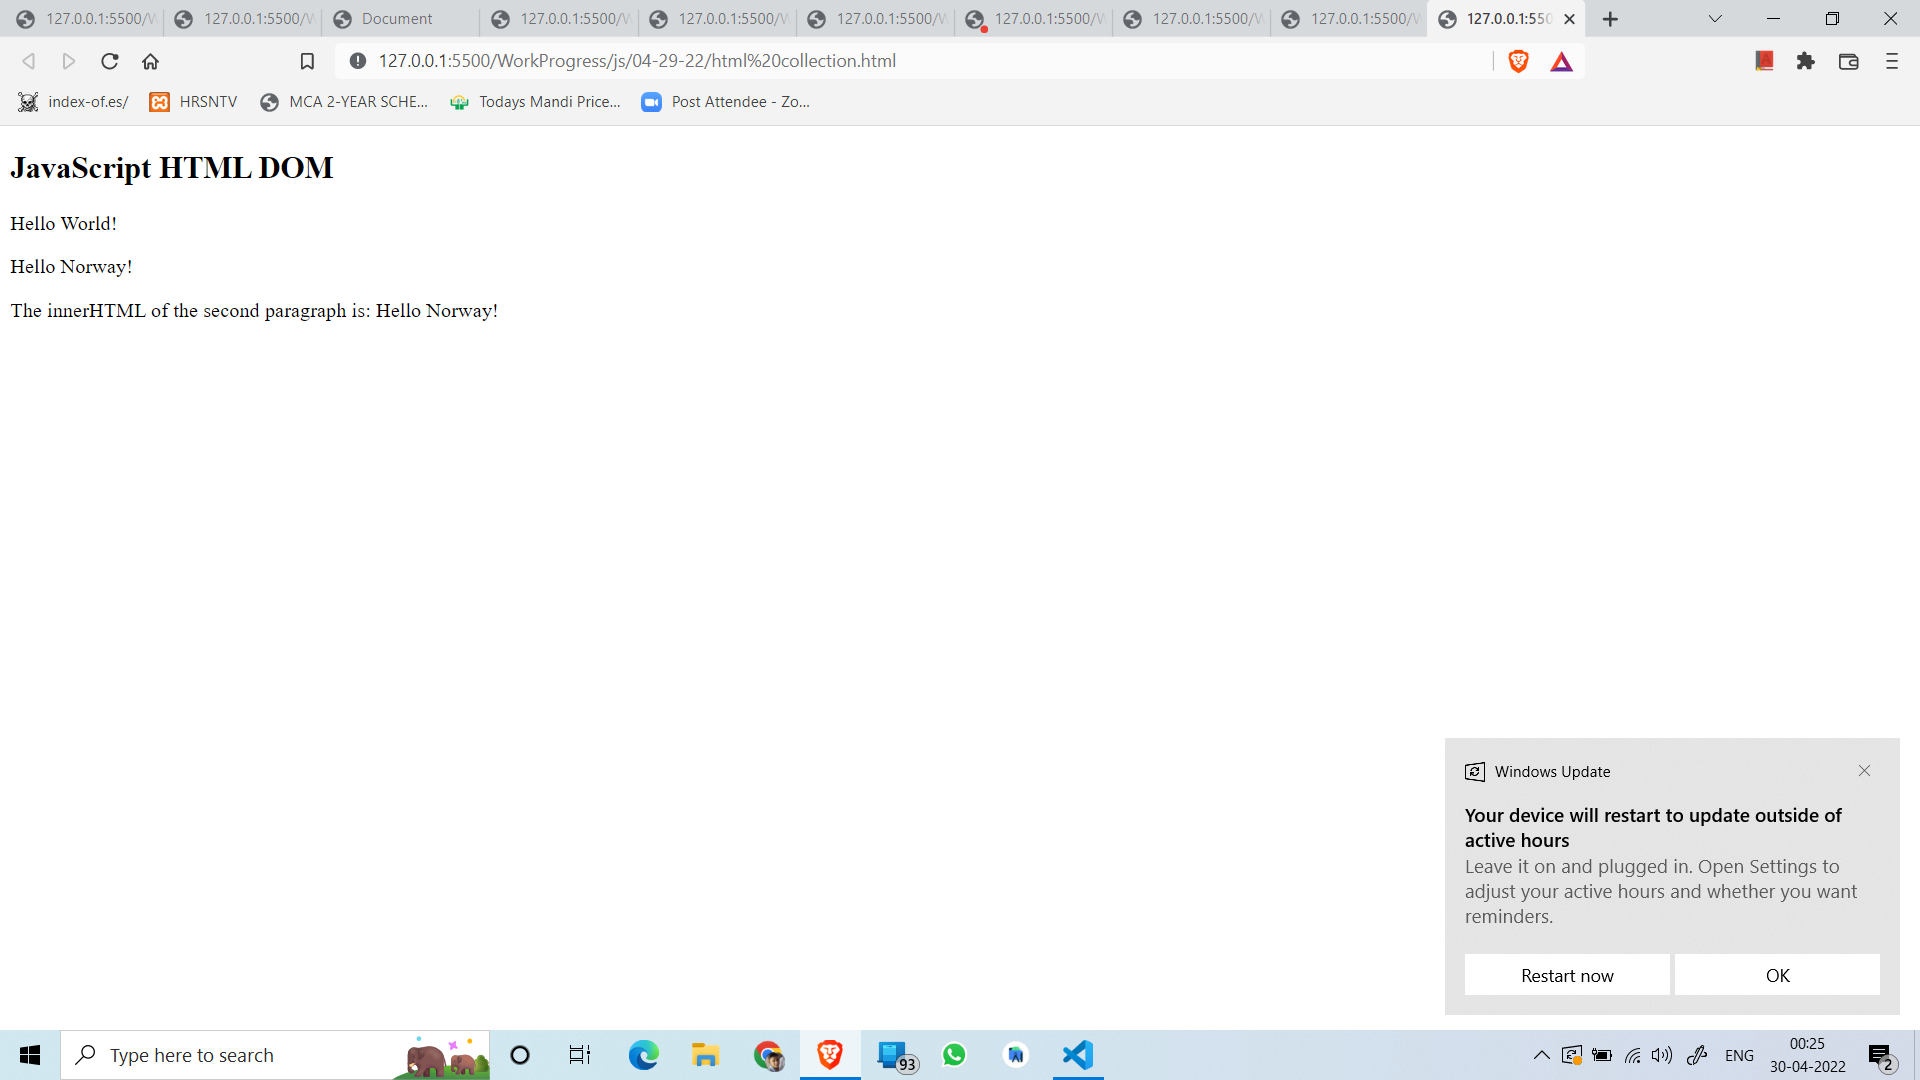 127.0.0.1:5500/W 127.0.0.1:5500/W Document 127.0.0.1:5500/W 127.0.0.1:5500/W 127.0.0.1:5500/W 127.0.0.1:5500/W 127.0.0.1:5500/W 127.0.0.1:5500/W 127.0.0.1:550
127.0.0.1:5500/WorkProgress/js/04-29-22/html%20collection.html
index-of.es/ HRSNTV MCA 2-YEAR SCHE... Todays Mandi Price... Post Attendee - Zo...
JavaScript HTML DOM
Hello World!
Hello Norway!
The innerHTML of the second paragraph is: Hello Norway!
Windows Update
Your device will restart to update outside of
active hours
Leave it on and plugged in. Open Settings to
adjust your active hours and whether you want
reminders.
Restart now OK
Type here to search
93
ENG
00:25
30-04-2022
2